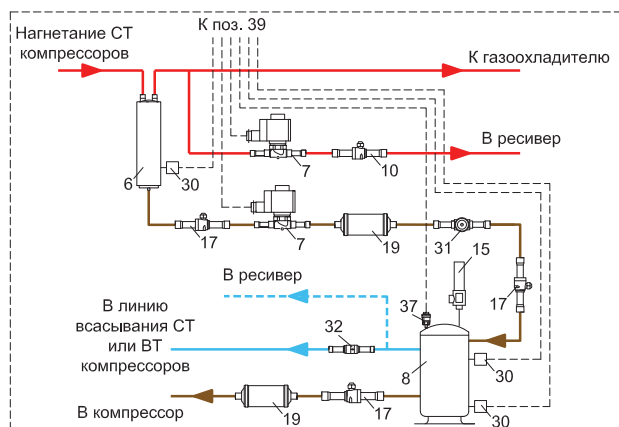 К поз. 39
Нагнетание СТ
компрессоров
К газоохладителю
В ресивер
6
30
7
10
17
7
19
31
15
17
В ресивер
37
В линию
всасывания СТ
или ВТ
компрессоров
32
8
30
В компрессор
19
17
30